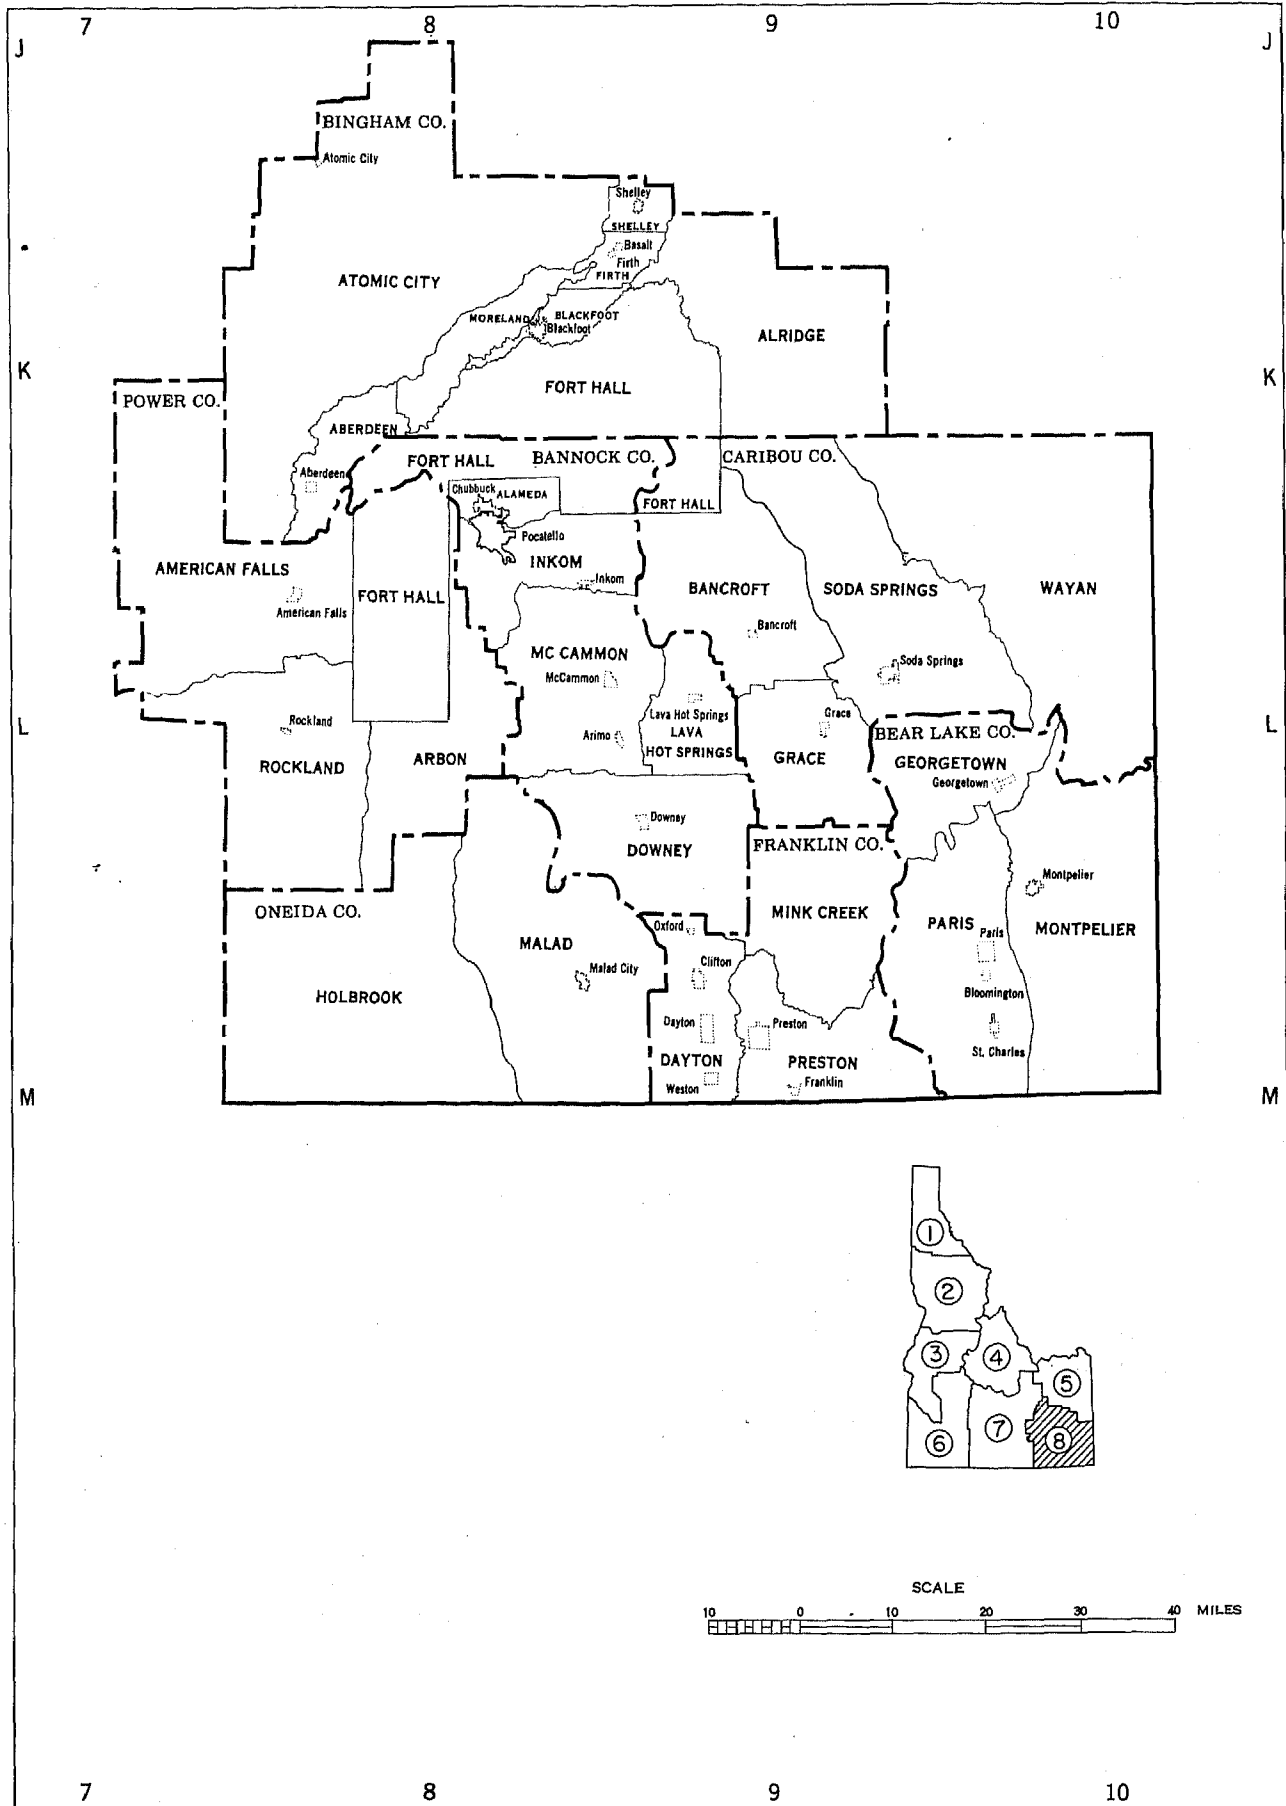 7 8 9 10
J J
BINGHAM CO.
Atomic City
Shelley
SHELLEY
Basalt
Firth
FIRTH
ATOMIC CITY
MORELAND BLACKFOOT
Blackfoot
ALRIDGE
K K
FORT HALL
POWER CO.
ABERDEEN
FORT HALL BANNOCK CO. CARIBOU CO.
Aberdeen
Chubbuck ALAMEDA
FORT HALL
Pocatello
INKOM
AMERICAN FALLS
Inkom
FORT HALL
BANCROFT SODA SPRINGS WAYAN
American Falls
Bancroft
MC CAMMON
McCammon
Soda Springs
Lava Hot Springs
Grace
Rockland
L L
LAVA
Arimo
BEAR LAKE CO.
HOT SPRINGS
ROCKLAND ARBON GRACE GEORGETOWN
Georgetown
Downey
DOWNEY FRANKLIN CO.
Montpelier
ONEIDA CO. MINK CREEK
Oxford
PARIS Paris MONTPELIER
MALAD
Malad City Clifton
HOLBROOK
Bloomington
Dayton Preston
St. Charles
DAYTON PRESTON
Weston Franklin
M M
1
2
3 4
5
6 7 8
SCALE
10 0 10 20 30 40 MILES
7 8 9 10